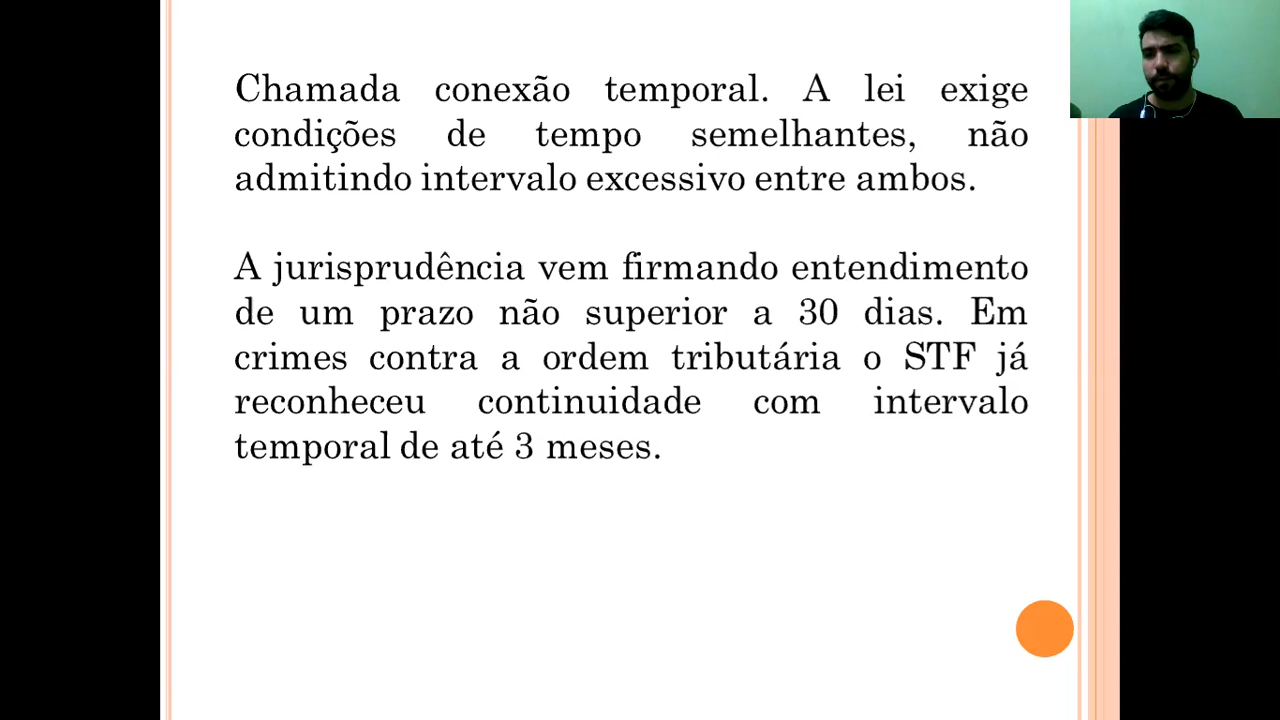 Chamada conexão temporal. A lei exige
condições de tempo semelhantes, não
admitindo intervalo excessivo entre ambos.
A jurisprudência vem firmando entendimento
de um prazo não superior a 30 dias. Em
crimes contra a ordem tributária o STF já
reconheceu continuidade com intervalo
temporal de até 3 meses.